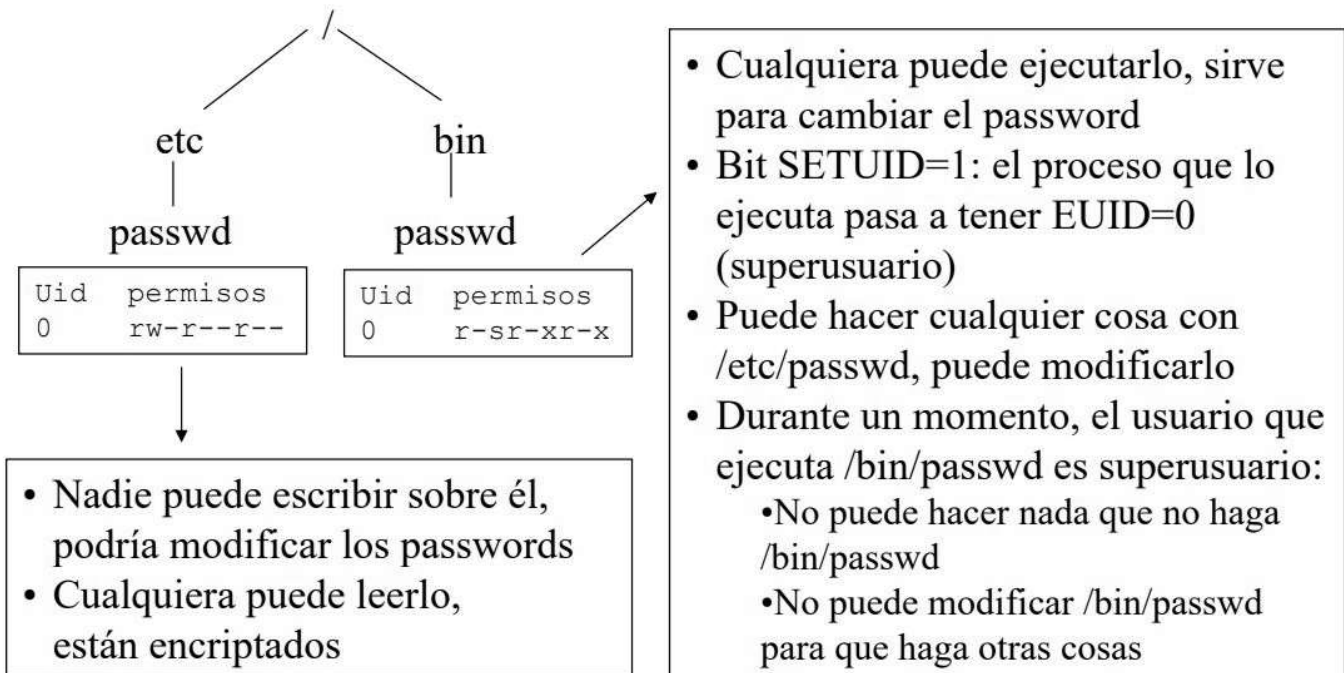 /
etc bin
passwd passwd
Uid permisos
0 rw-r--r--
Uid permisos
0 r-sr-xr-x
• Nadie puede escribir sobre él,
podría modificar los passwords
• Cualquiera puede leerlo,
están encriptados
• Cualquiera puede ejecutarlo, sirve
para cambiar el password
• Bit SETUID=1: el proceso que lo
ejecuta pasa a tener EUID=0
(superusuario)
• Puede hacer cualquier cosa con
/etc/passwd, puede modificarlo
• Durante un momento, el usuario que
ejecuta /bin/passwd es superusuario:
•No puede hacer nada que no haga
/bin/passwd
•No puede modificar /bin/passwd
para que haga otras cosas